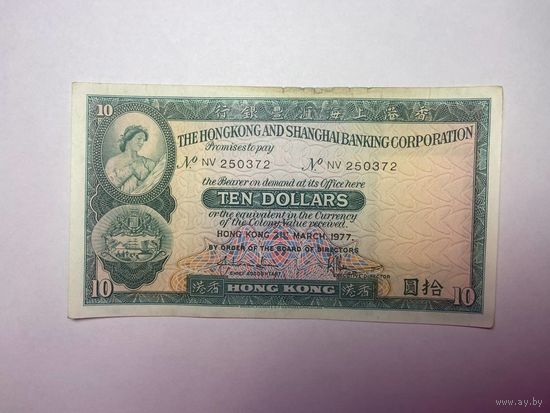 10
行銀豐滙海上港香
THE HONGKONG AND SHANGHAI BANKING CORPORATION
Promises to pay
Nº NV 250372 Nº NV 250372
the Bearer on demand at its Office here
TEN DOLLARS
or the equivalent in the Currency
of the Colony Value received.
HONG KONG 31ST MARCH 1977
BY ORDER OF THE BOARD OF DIRECTORS
CHIEF ACCOUNTANT EXECUTIVE DIRECTOR
10 港香 HONG KONG 港香 圓拾 10
www.ay.by